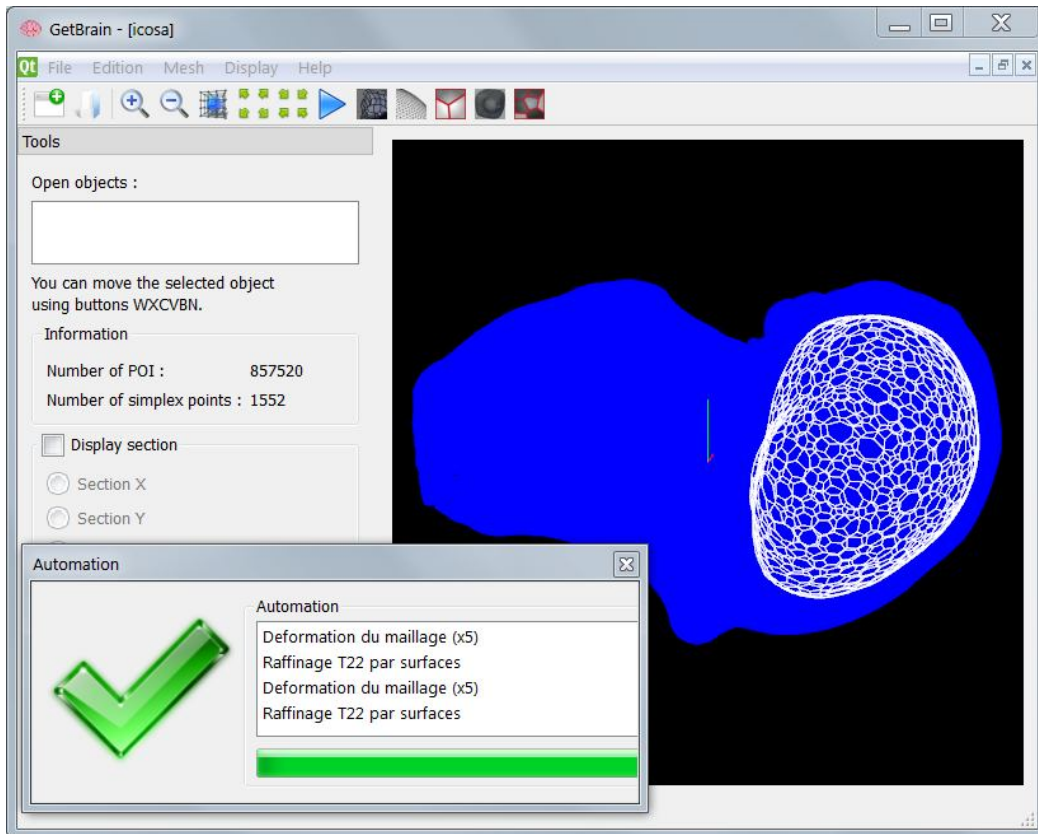 GetBrain - [icosa]
Qt File Edition Mesh Display Help
Tools
Open objects :
You can move the selected object
using buttons WXCVBN.
Information
Number of POI : 857520
Number of simplex points : 1552
Display section
Section X
Section Y
Automation
Automation
Deformation du maillage (x5)
Raffinage T22 par surfaces
Deformation du maillage (x5)
Raffinage T22 par surfaces